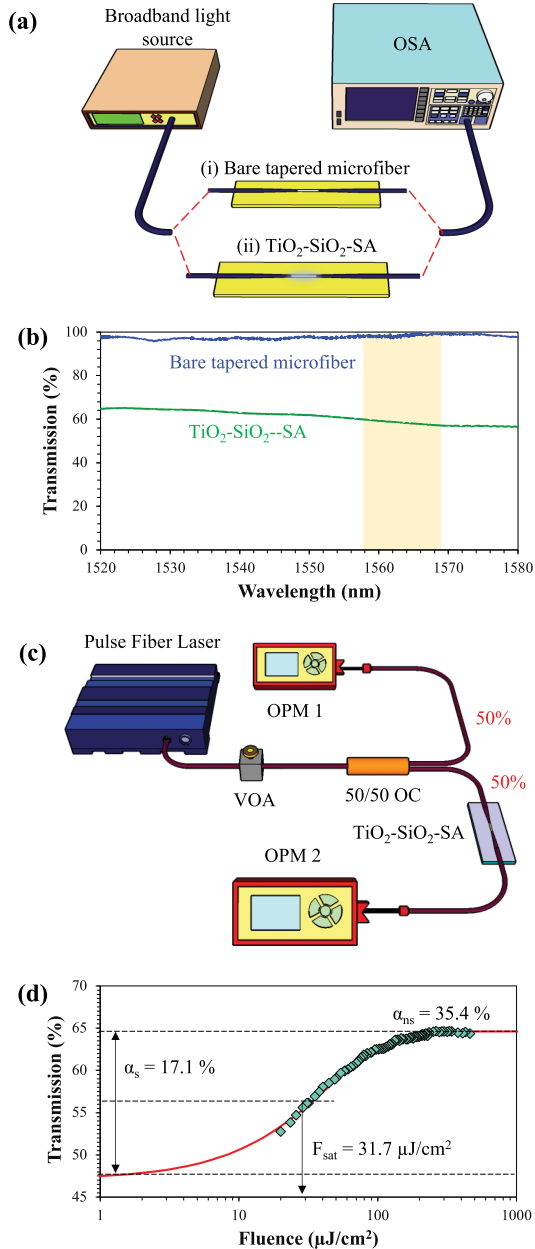 (a)
Broadband light
source
OSA
(i) Bare tapered microfiber
(ii) TiO₂-SiO₂-SA
(b)
100
80
60
40
20
0
Transmission (%)
Bare tapered microfiber
TiO₂-SiO₂--SA
1520 1530 1540 1550 1560 1570 1580
Wavelength (nm)
(c)
Pulse Fiber Laser
OPM 1
50%
VOA
50/50 OC
50%
TiO₂-SiO₂-SA
OPM 2
(d)
70
65
60
55
50
45
Transmission (%)
αns = 35.4 %
αs = 17.1 %
Fsat = 31.7 μJ/cm²
1 10 100 1000
Fluence (μJ/cm²)